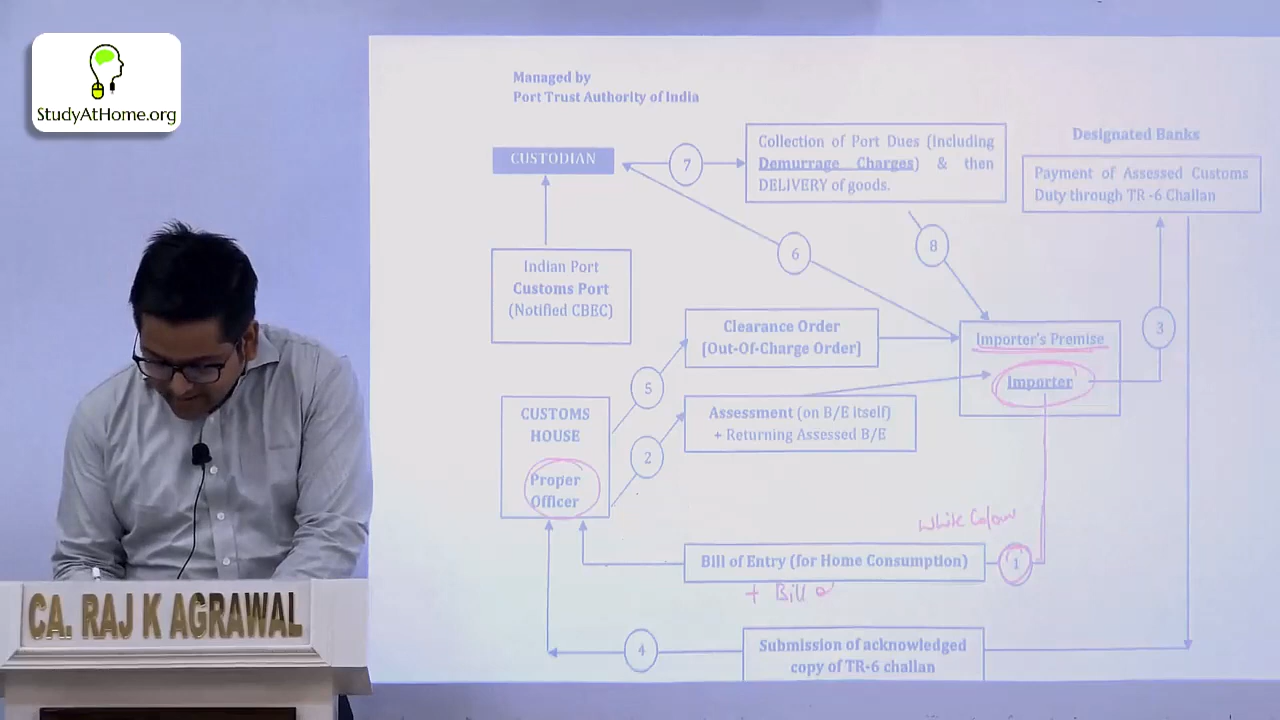 StudyAtHome.org
Managed by
Port Trust Authority of India
CUSTODIAN
7
Collection of Port Dues (Including
Demurrage Charges) & then
DELIVERY of goods.
Designated Banks
Payment of Assessed Customs
Duty through TR -6 Challan
6
8
Indian Port
Customs Port
(Notified CBEC)
Clearance Order
[Out-Of-Charge Order]
Importer's Premise
Importer
3
5
CUSTOMS
HOUSE
Proper
Officer
2
Assessment (on B/E itself)
+ Returning Assessed B/E
White Colour
Bill of Entry (for Home Consumption)
1
+ Bill o
4
Submission of acknowledged
copy of TR-6 challan
CA. RAJ K AGRAWAL